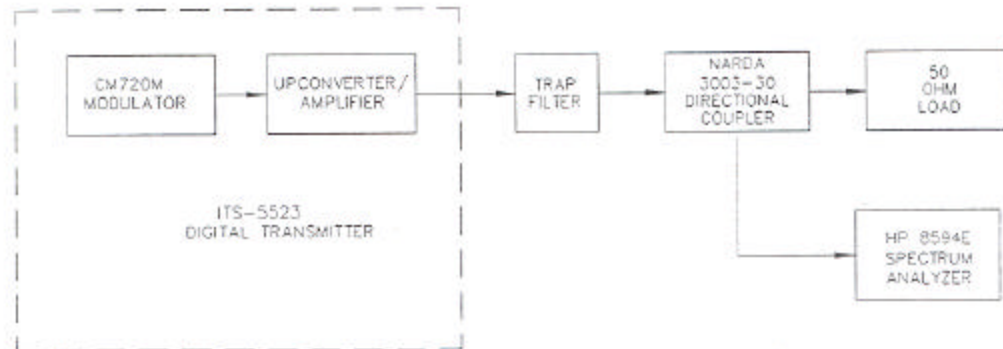 CM720M
MODULATOR
UPCONVERTER/
AMPLIFIER
TRAP
FILTER
NARDA
3003-30
DIRECTIONAL
COUPLER
50
OHM
LOAD
ITS-5523
DIGITAL TRANSMITTER
HP 8594E
SPECTRUM
ANALYZER